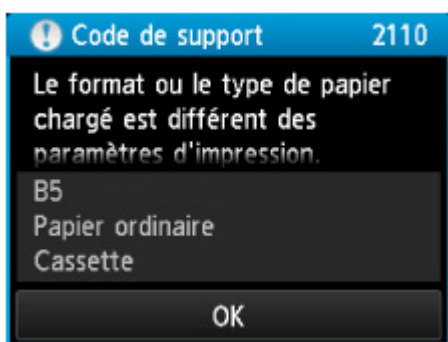 Code de support 2110
Le format ou le type de papier
chargé est différent des
paramètres d'impression.
B5
Papier ordinaire
Cassette
OK